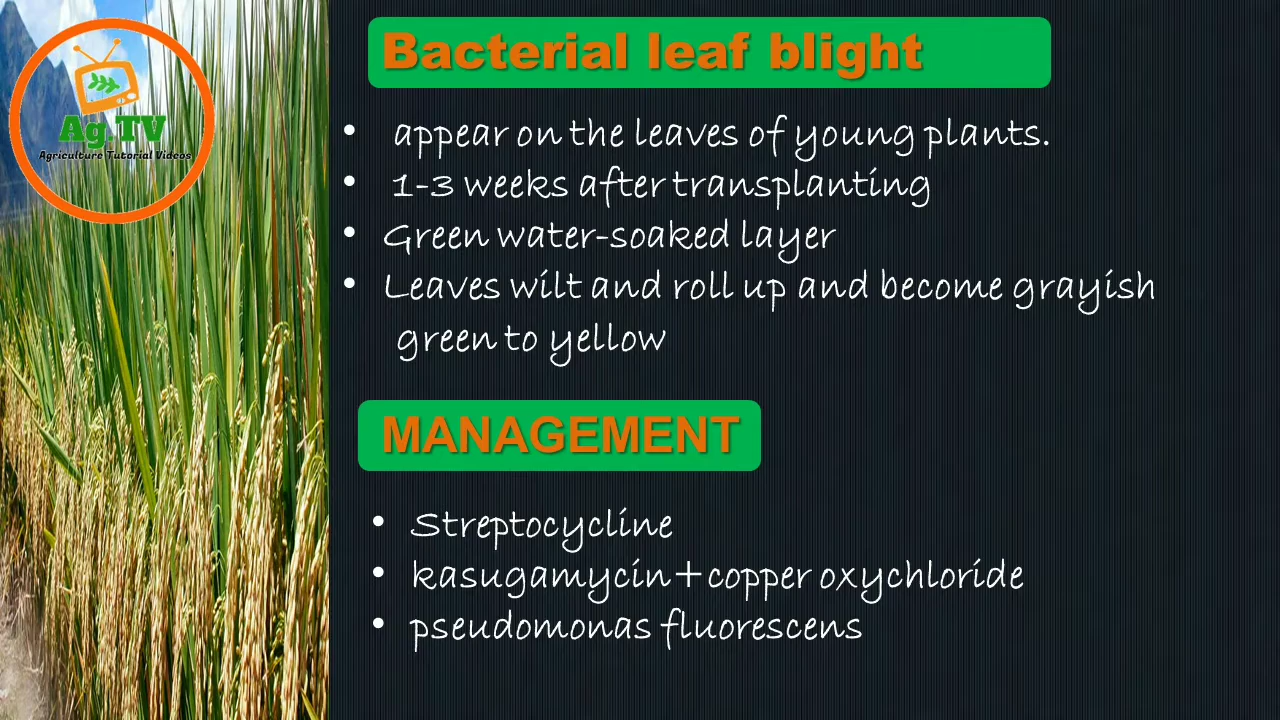 Ag.TV
Agriculture Tutorial Videos
Bacterial leaf blight
• appear on the leaves of young plants.
• 1-3 weeks after transplanting
• Green water-soaked layer
• Leaves wilt and roll up and become grayish
green to yellow
MANAGEMENT
• Streptocycline
• kasugamycin+copper oxychloride
• pseudomonas fluorescens